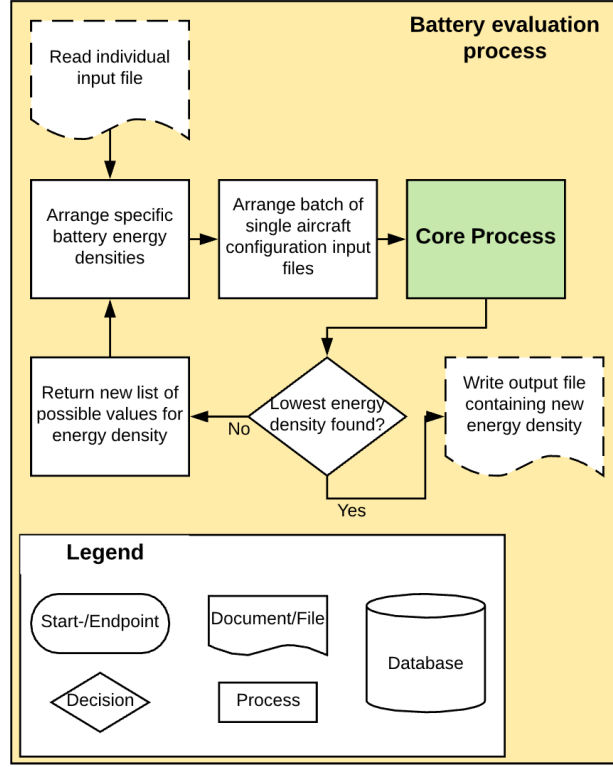 Battery evaluation
process
Read individual
input file
Arrange specific
battery energy
densities
Arrange batch of
single aircraft
configuration input
files
Core Process
Return new list of
possible values for
energy density
Lowest energy
density found?
No
Yes
Write output file
containing new
energy density
Legend
Start-/Endpoint
Document/File
Database
Decision
Process